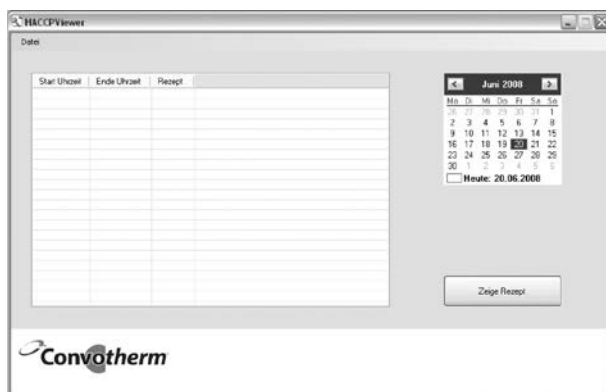 HACCPViewer
Datei
Start Uhrzeit Ende Uhrzeit Rezept
Juni 2008
Mo Di Mi Do Fr Sa So
26 27 28 29 30 31 1
2 3 4 5 6 7 8
9 10 11 12 13 14 15
16 17 18 19 20 21 22
23 24 25 26 27 28 29
30 1 2 3 4 5 6
Heute: 20.06.2008
Zeige Rezept
Convotherm